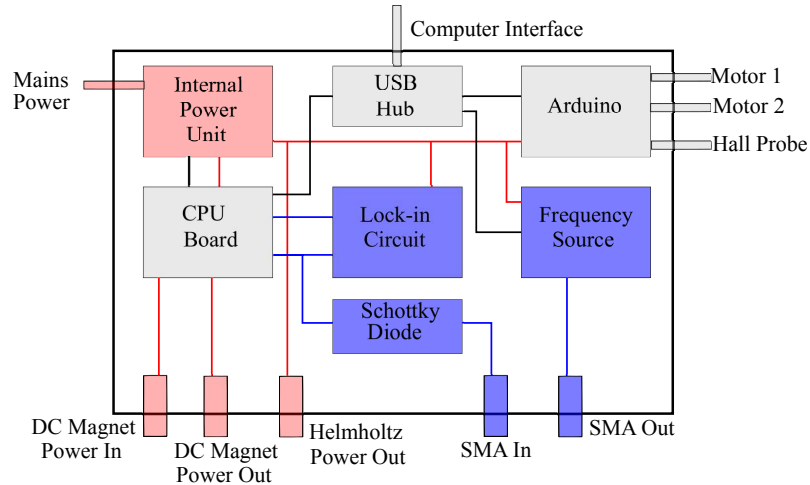 Computer Interface
Mains
Power
Internal
Power
Unit
USB
Hub
Arduino
Motor 1
Motor 2
Hall Probe
CPU
Board
Lock-in
Circuit
Frequency
Source
Schottky
Diode
DC Magnet
Power In
DC Magnet
Power Out
Helmholtz
Power Out
SMA In
SMA Out